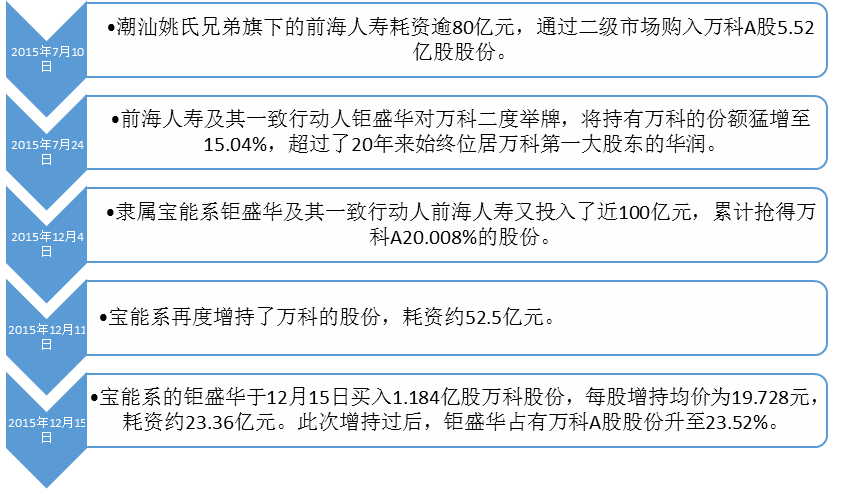 2015年7月10
日
•潮汕姚氏兄弟旗下的前海人寿耗资逾80亿元，通过二级市场购入万科A股5.52
亿股股份。
2015年7月24
日
•前海人寿及其一致行动人钜盛华对万科二度举牌，将持有万科的份额猛增至
15.04%，超过了20年来始终位居万科第一大股东的华润。
2015年12月4
日
•隶属宝能系钜盛华及其一致行动人前海人寿又投入了近100亿元，累计抢得万
科A20.008%的股份。
2015年12月11
日
•宝能系再度增持了万科的股份，耗资约52.5亿元。
2015年12月15
日
•宝能系的钜盛华于12月15日买入1.184亿股万科股份，每股增持均价为19.728元，
耗资约23.36亿元。此次增持过后，钜盛华占有万科A股股份升至23.52%。